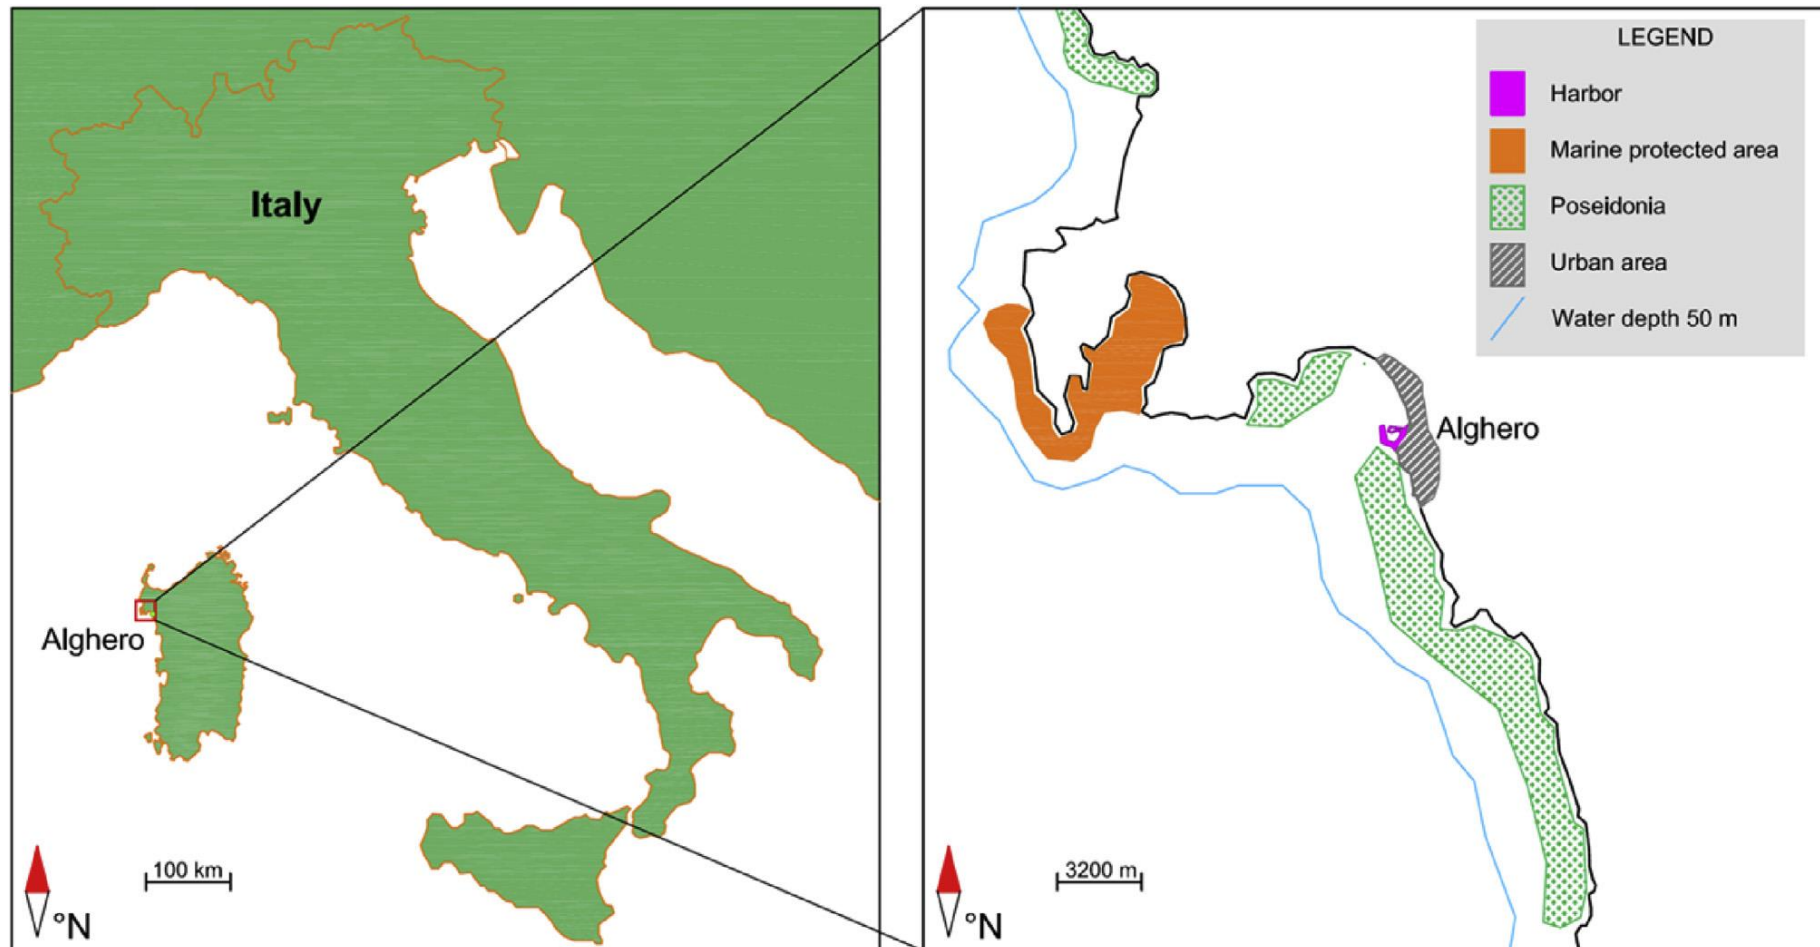 Italy
Alghero
100 km
°N
LEGEND
Harbor
Marine protected area
Poseidonia
Urban area
Water depth 50 m
Alghero
3200 m
°N